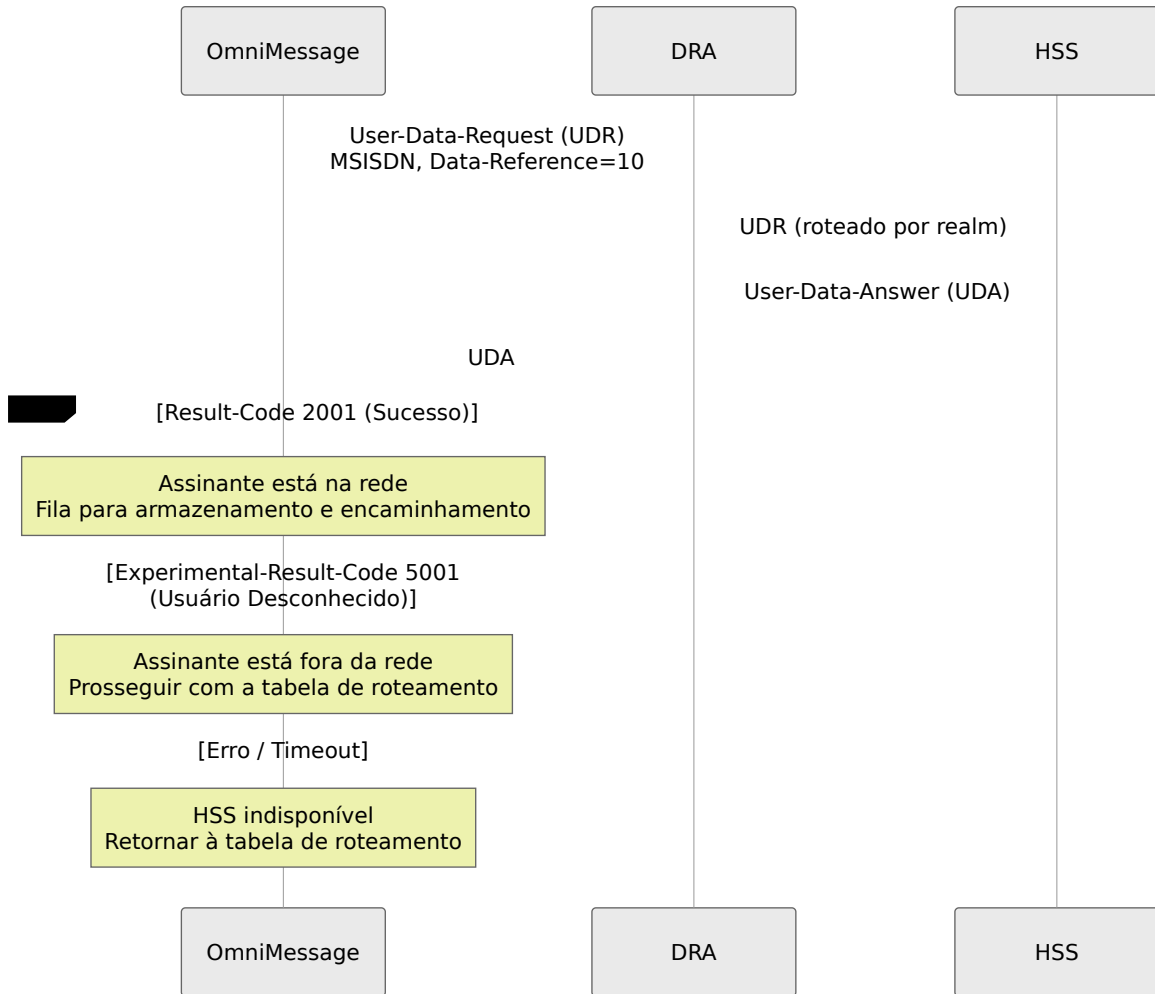 OmniMessage
DRA
HSS
User-Data-Request (UDR)
MSISDN, Data-Reference=10
UDR (roteado por realm)
User-Data-Answer (UDA)
UDA
[Result-Code 2001 (Sucesso)]
Assinante está na rede
Fila para armazenamento e encaminhamento
[Experimental-Result-Code 5001
(Usuário Desconhecido)]
Assinante está fora da rede
Prosseguir com a tabela de roteamento
[Erro / Timeout]
HSS indisponível
Retornar à tabela de roteamento
OmniMessage
DRA
HSS